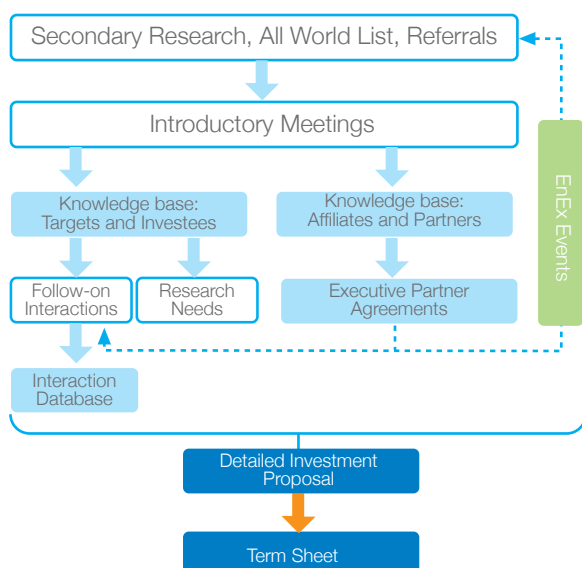 Secondary Research, All World List, Referrals
Introductory Meetings
EnEx Events
Knowledge base:
Targets and Investees
Knowledge base:
Affiliates and Partners
Follow-on
Interactions
Research
Needs
Executive Partner
Agreements
Interaction
Database
Detailed Investment
Proposal
Term Sheet